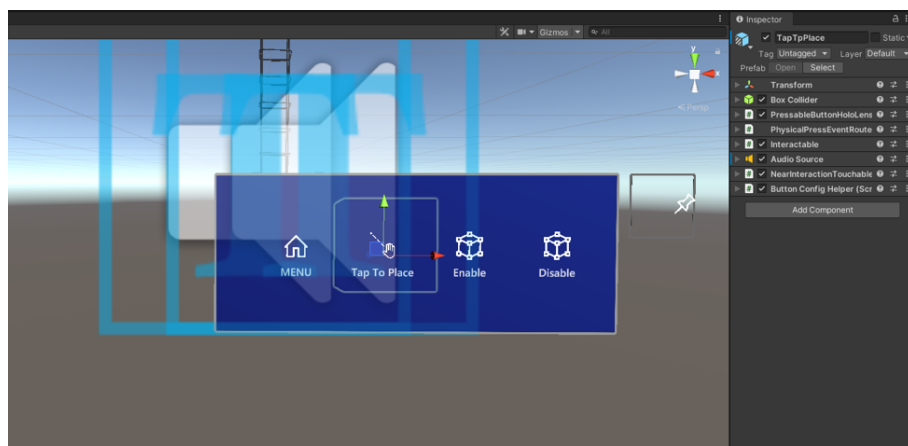 Inspector
Gizmos
All
TapTpPlace
Static
Tag Untagged Layer Default
Prefab Open Select
Transform
Box Collider
PressableButtonHoloLens
PhysicalPressEventRoute
Interactable
Audio Source
NearInteractionTouchable
Button Config Helper (Scr
Add Component
y
x
< Persp
MENU
Tap To Place
Enable
Disable